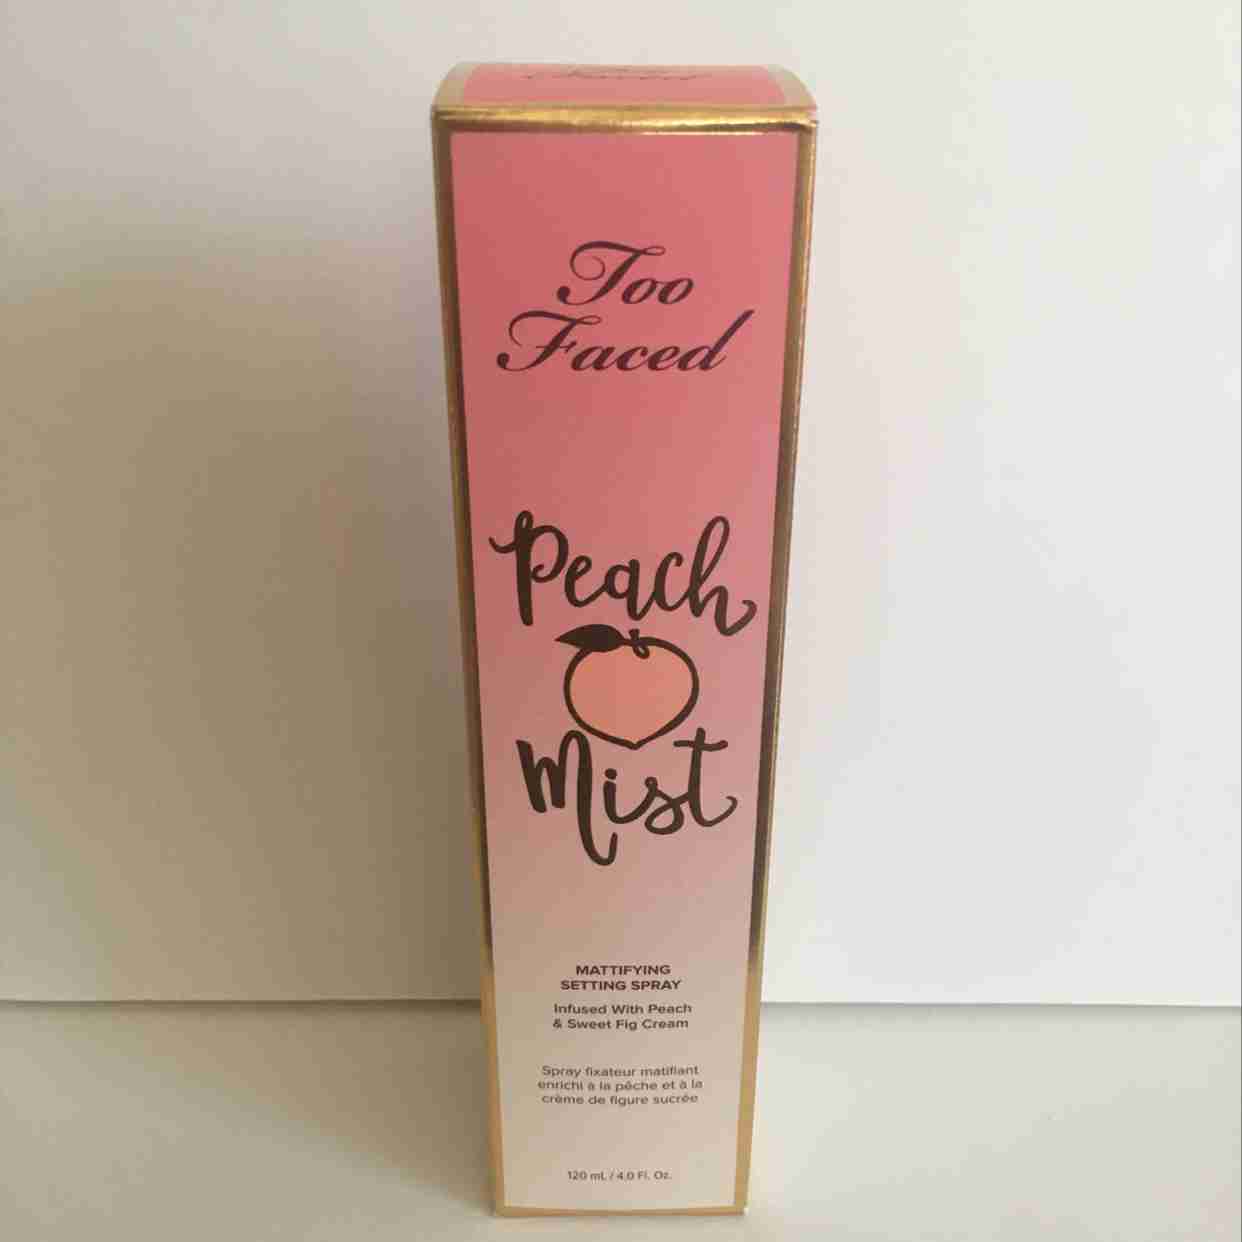 Too
Faced
Peach
Mist
MATTIFYING
SETTING SPRAY
Infused With Peach
& Sweet Fig Cream
Spray fixateur matifiant
enrichi à la pêche et à la
crème de figure sucrée
120 mL / 4.0 Fl. Oz.